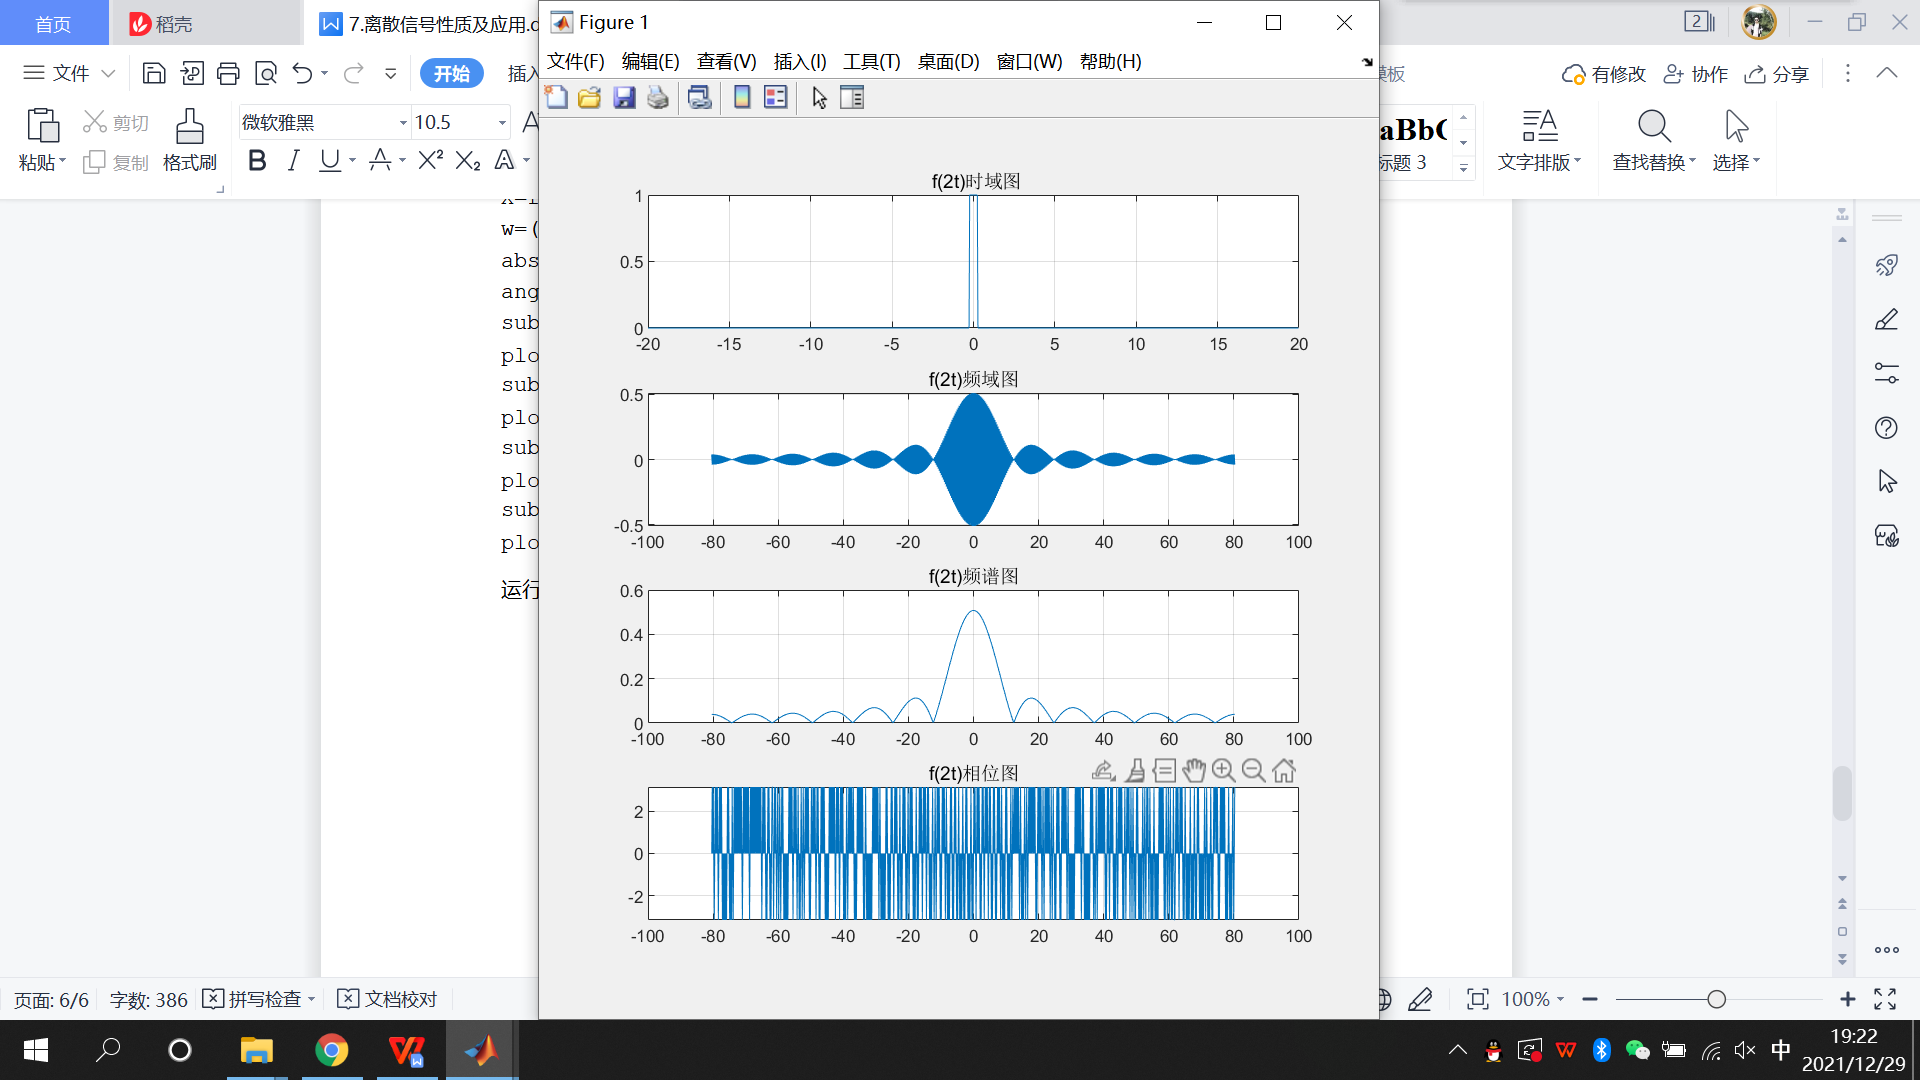 首页
稻壳
7.离散信号性质及应用.d
Figure 1
2
文件
开始
插入
模板
有修改
协作
分享
文件(F) 编辑(E) 查看(V) 插入(I) 工具(T) 桌面(D) 窗口(W) 帮助(H)
粘贴
剪切
复制
格式刷
微软雅黑
10.5
B I U A X² X₂ A
aBb
标题 3
文字排版
查找替换
选择
w=(
abs
ang
sub
plo
sub
plo
sub
plo
sub
plo
运行
f(2t)时域图
1
0.5
0
-20 -15 -10 -5 0 5 10 15 20
f(2t)频域图
0.5
0
-0.5
-100 -80 -60 -40 -20 0 20 40 60 80 100
f(2t)频谱图
0.6
0.4
0.2
0
-100 -80 -60 -40 -20 0 20 40 60 80 100
f(2t)相位图
2
0
-2
-100 -80 -60 -40 -20 0 20 40 60 80 100
页面: 6/6
字数: 386
拼写检查
文档校对
100%
中
19:22
2021/12/29